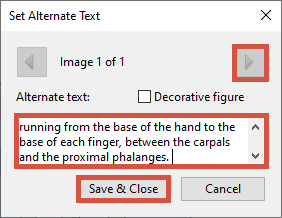 Set Alternate Text
Image 1 of 1
Alternate text:
Decorative figure
running from the base of the hand to the
base of each finger, between the carpals
and the proximal phalanges.
Save & Close
Cancel